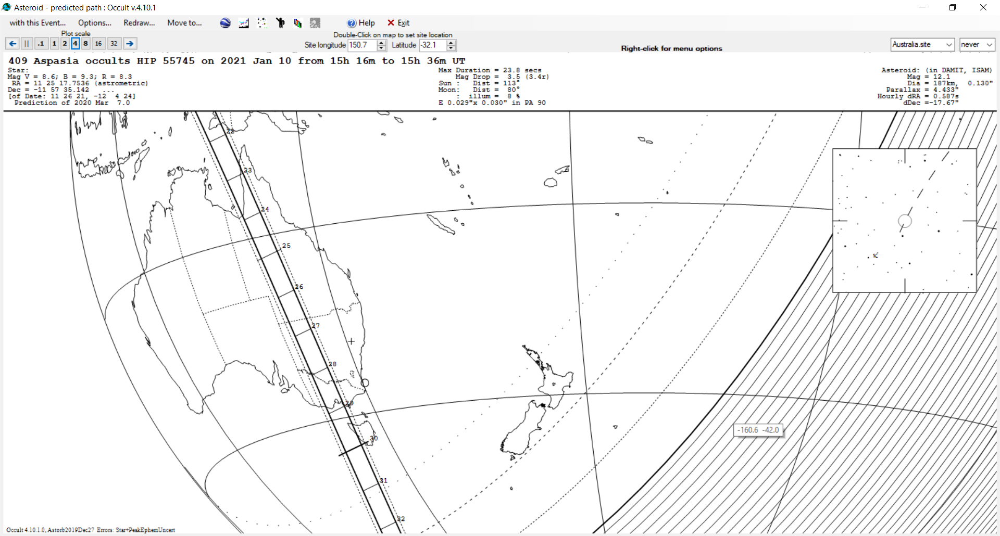 Asteroid - predicted path : Occult v.4.10.1
with this Event... Options... Redraw... Move to... Help Exit
Plot scale
Double-Click on map to set site location
.1 1 2 4 8 16 32
Site longitude 150.7 Latitude -32.1
Right-click for menu options
Australia.site never
409 Aspasia occults HIP 55745 on 2021 Jan 10 from 15h 16m to 15h 36m UT
Star:
Mag V = 8.6; B = 9.3; R = 8.3
RA = 11 25 17.7536 (astrometric)
Dec = -11 57 35.142 ...
[of Date: 11 26 21, -12 4 24]
Prediction of 2020 Mar 7.0
Max Duration = 23.8 secs
Mag Drop = 3.5 (3.4r)
Sun : Dist = 113°
Moon: Dist = 80°
: illum = 8 %
E 0.029"x 0.030" in PA 90
Asteroid: (in DAMIT, ISAM)
Mag = 12.1
Dia = 187km, 0.130"
Parallax = 4.433"
Hourly dRA = 0.587s
dDec =-17.67"
22
23
24
25
26
27
28
29
30
31
32
-160.6 -42.0
Occult 4.10.1.0, Astorb2019Dec27 Errors: Star+PeakEphemUncert